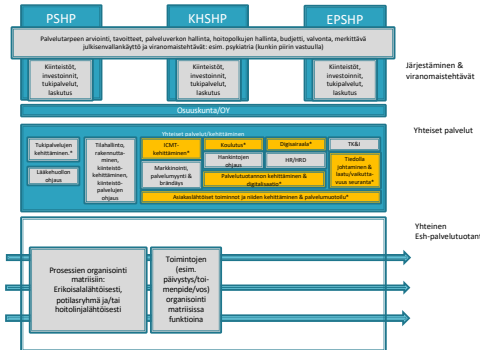 PSHP
KHSHP
EPSHP
Palvelutarpeen arviointi, tavoitteet, palveluverkon hallinta, hoitopolkujen hallinta, budjetti, valvonta, merkittävä
julkisenvallankäyttö ja viranomaistehtävät: esim. psykiatria (kunkin piirin vastuulla)
Kiinteistöt,
investoinnit,
tukipalvelut,
laskutus
Kiinteistöt,
investoinnit,
tukipalvelut,
laskutus
Kiinteistöt,
investoinnit,
tukipalvelut,
laskutus
Järjestäminen &
viranomaistehtävät
Osuuskunta/OY
Yhteiset palvelut/kehittäminen
Yhteiset palvelut
Tukipalvelujen
kehittäminen.*
Lääkehuollon
ohjaus
Tilahallinto,
rakennutta-
minen,
kiinteistö-
kehittäminen,
kiinteistö-
palvelujen
ohjaus
ICMT-
kehittäminen*
Markkinointi,
palvelumyynti &
brändäys
Koulutus*
Hankintojen
ohjaus
Digisairaala*
HR/HRD
Palvelutuotannon kehittäminen &
digitalisaatio*
TK&I
Tiedolla
johtaminen &
laatu/vaikutta-
vuus seuranta*
Asiakaslähtöiset toiminnot ja niiden kehittäminen & palvelumuotoilu*
Yhteinen
Esh-palvelutuotant
Prosessien organisointi
matriisiin:
Erikoisalalähtöisesti,
potilasryhmä ja/tai
hoitolinjalähtöisesti
Toimintojen
(esim.
päivystys/toi-
menpide/vos)
organisointi
matriisissa
funktioina